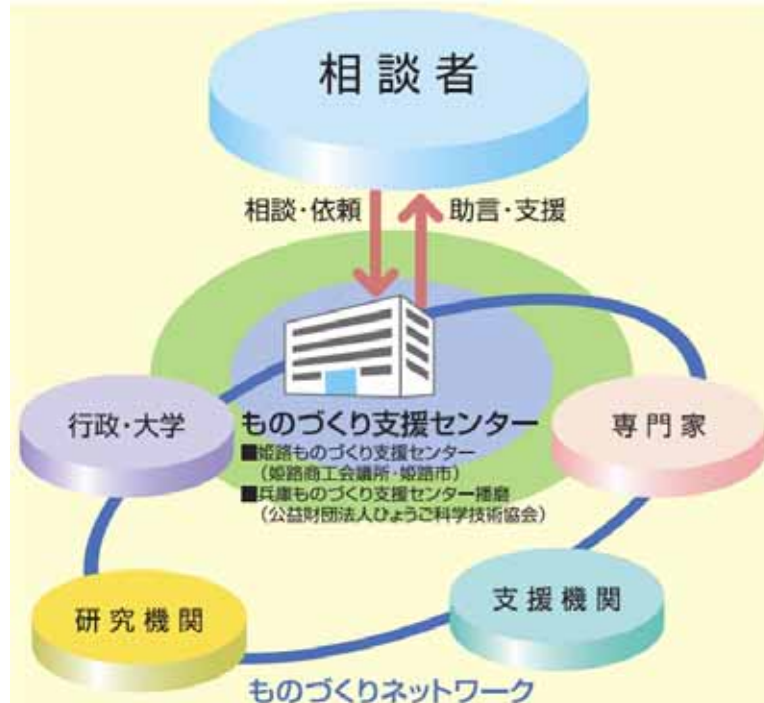 相談者
相談・依頼
助言・支援
行政・大学
ものづくり支援センター
■姫路ものづくり支援センター
(姫路商工会議所・姫路市)
■兵庫ものづくり支援センター播磨
(公益財団法人ひょうご科学技術協会)
専門家
研究機関
支援機関
ものづくりネットワーク